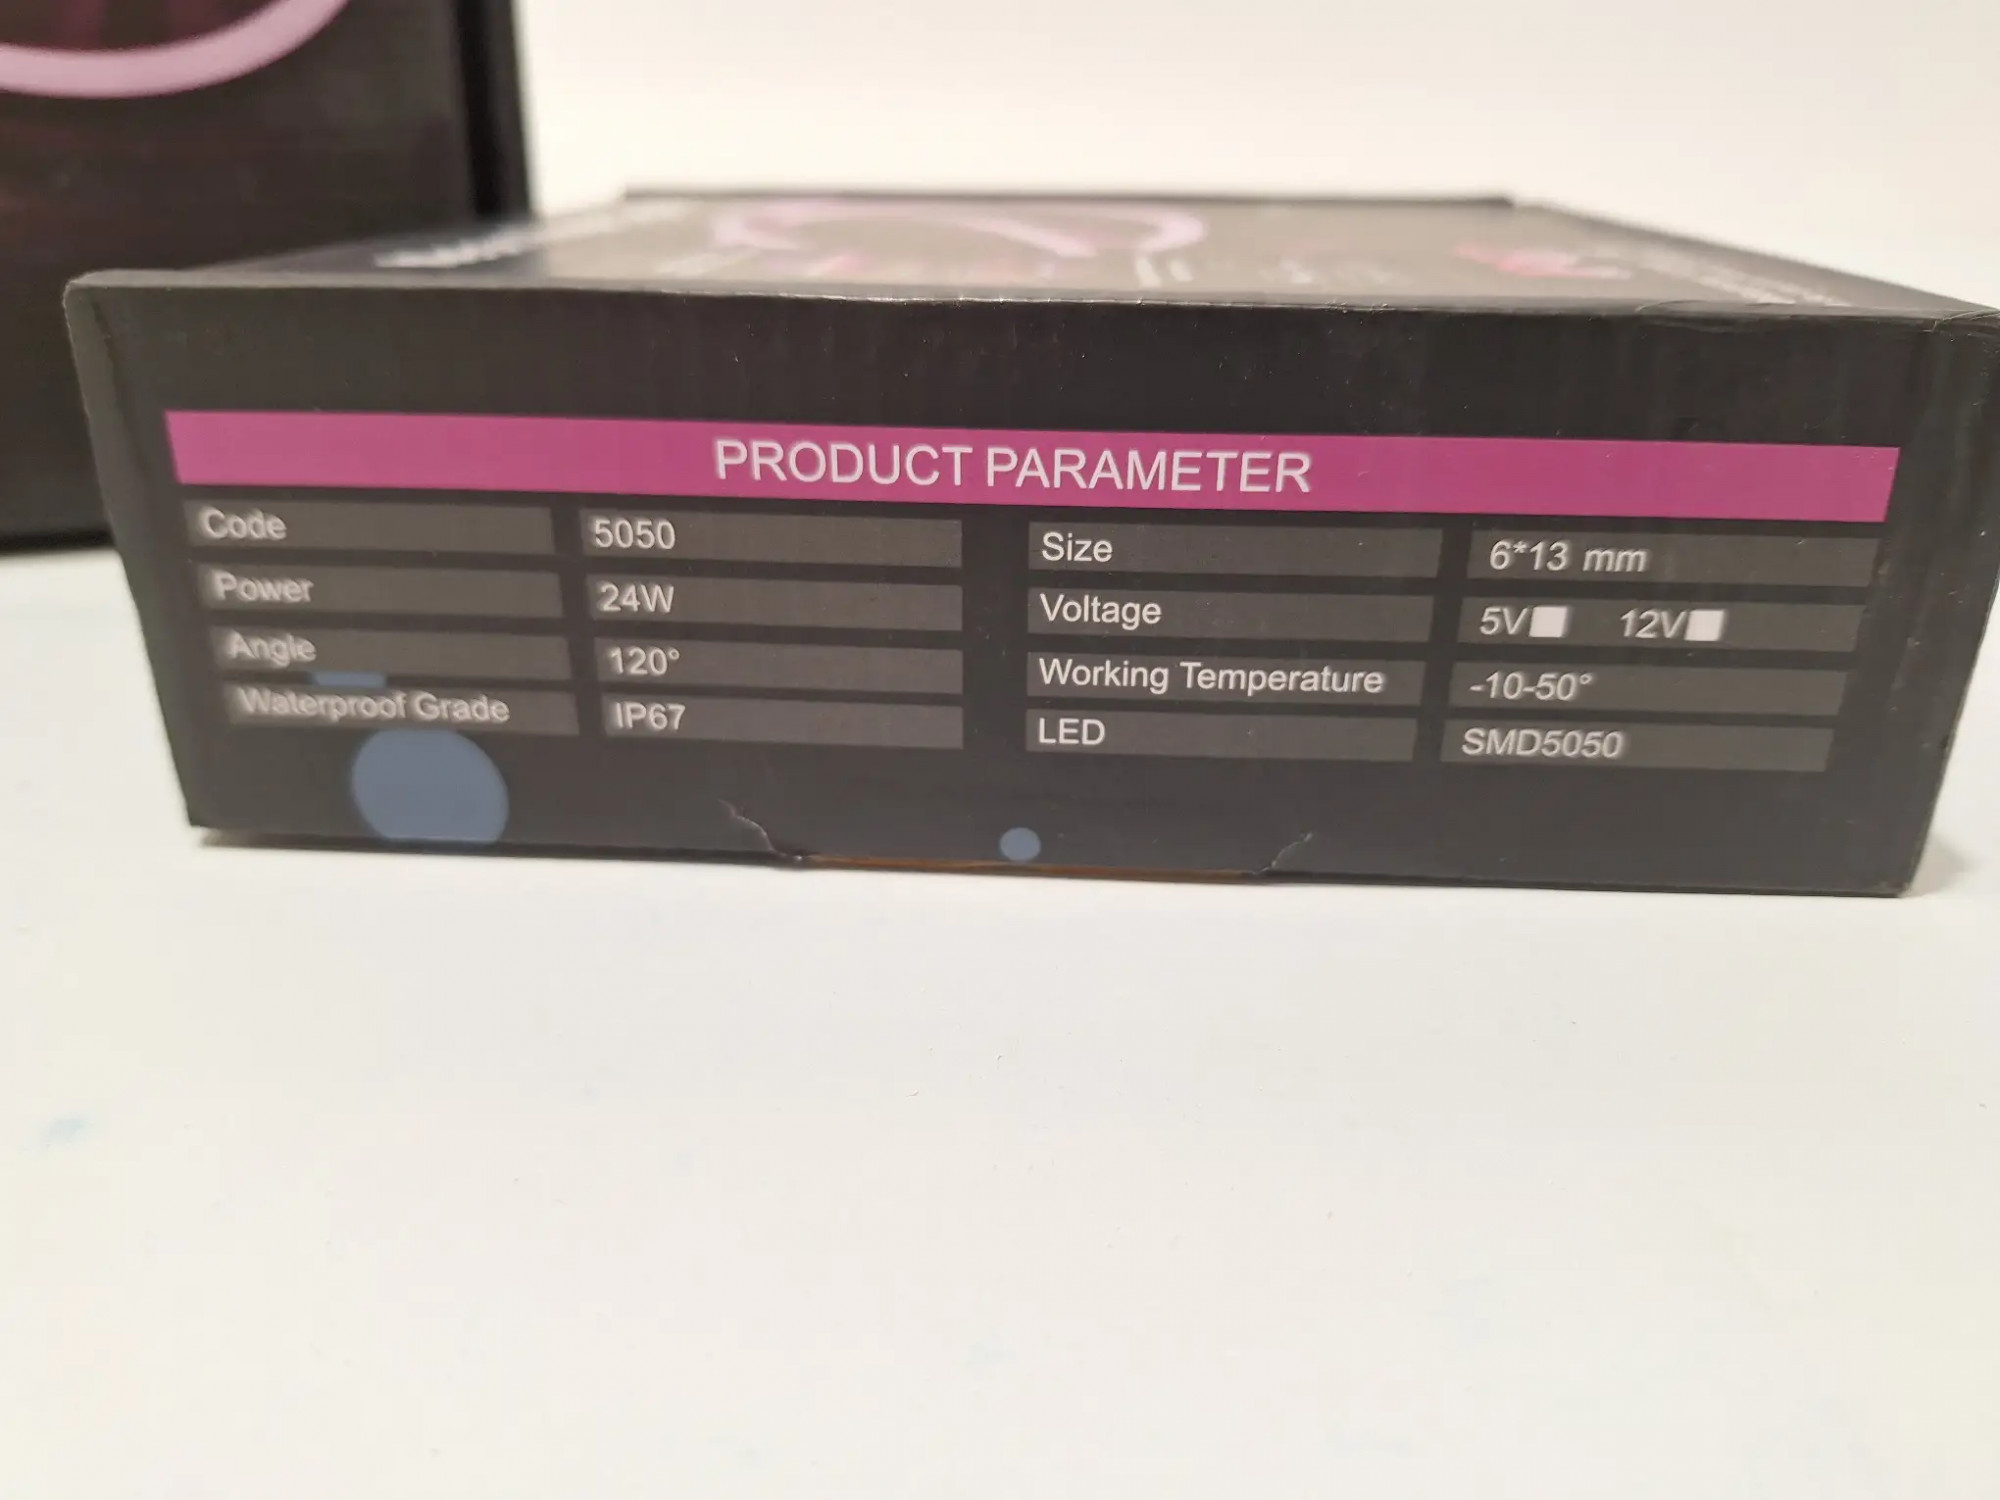 PRODUCT PARAMETER
Code 5050 Size 6*13 mm
Power 24W Voltage 5V 12V
Angle 120° Working Temperature -10-50°
Waterproof Grade IP67 LED SMD5050